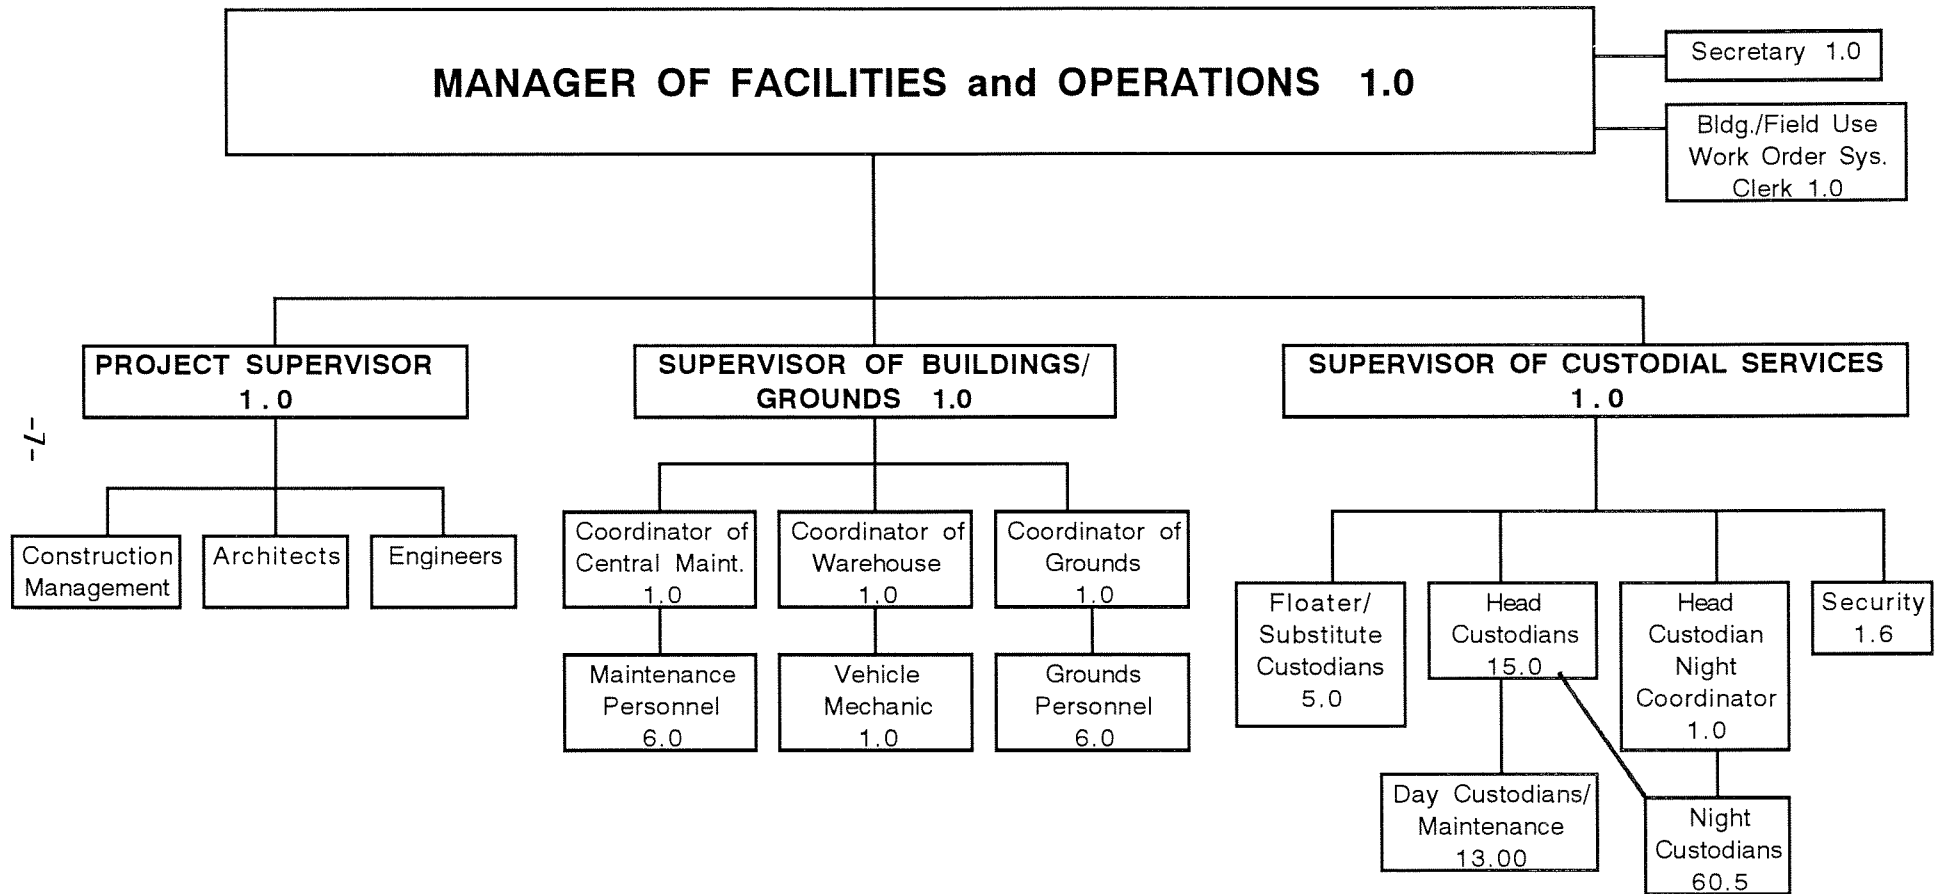 MANAGER OF FACILITIES and OPERATIONS 1.0
Secretary 1.0
Bldg./Field Use
Work Order Sys.
Clerk 1.0
PROJECT SUPERVISOR
1.0
SUPERVISOR OF BUILDINGS/
GROUNDS 1.0
SUPERVISOR OF CUSTODIAL SERVICES
1.0
-7-
Construction
Management
Architects
Engineers
Coordinator of
Central Maint.
1.0
Coordinator of
Warehouse
1.0
Coordinator of
Grounds
1.0
Maintenance
Personnel
6.0
Vehicle
Mechanic
1.0
Grounds
Personnel
6.0
Floater/
Substitute
Custodians
5.0
Head
Custodians
15.0
Head
Custodian
Night
Coordinator
1.0
Security
1.6
Day Custodians/
Maintenance
13.00
Night
Custodians
60.5